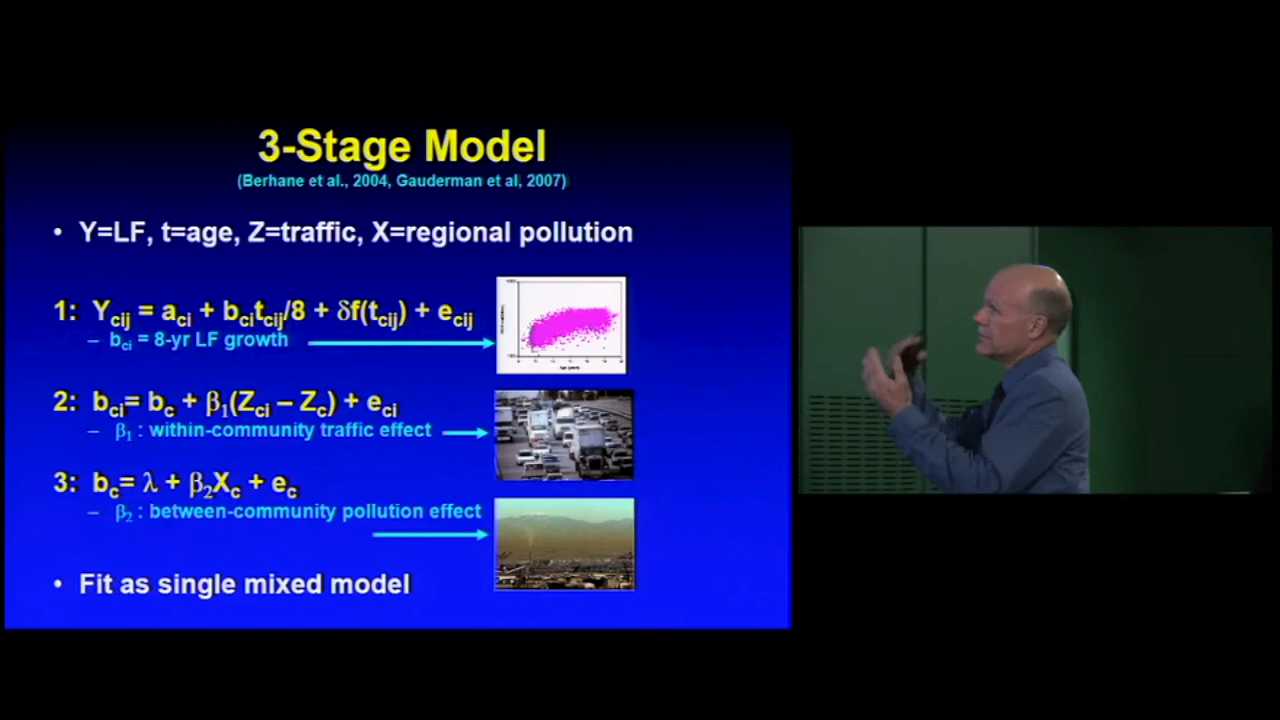 3-Stage Model
(Berhane et al., 2004, Gauderman et al, 2007)
• Y=LF, t=age, Z=traffic, X=regional pollution
1: Ycij = aci + bcitcij/8 + δf(tcij) + ecij
– bci = 8-yr LF growth
2: bci= bc + β1(Zci – Zc) + eci
– β1 : within-community traffic effect
3: bc= λ + β2Xc + ec
– β2 : between-community pollution effect
• Fit as single mixed model